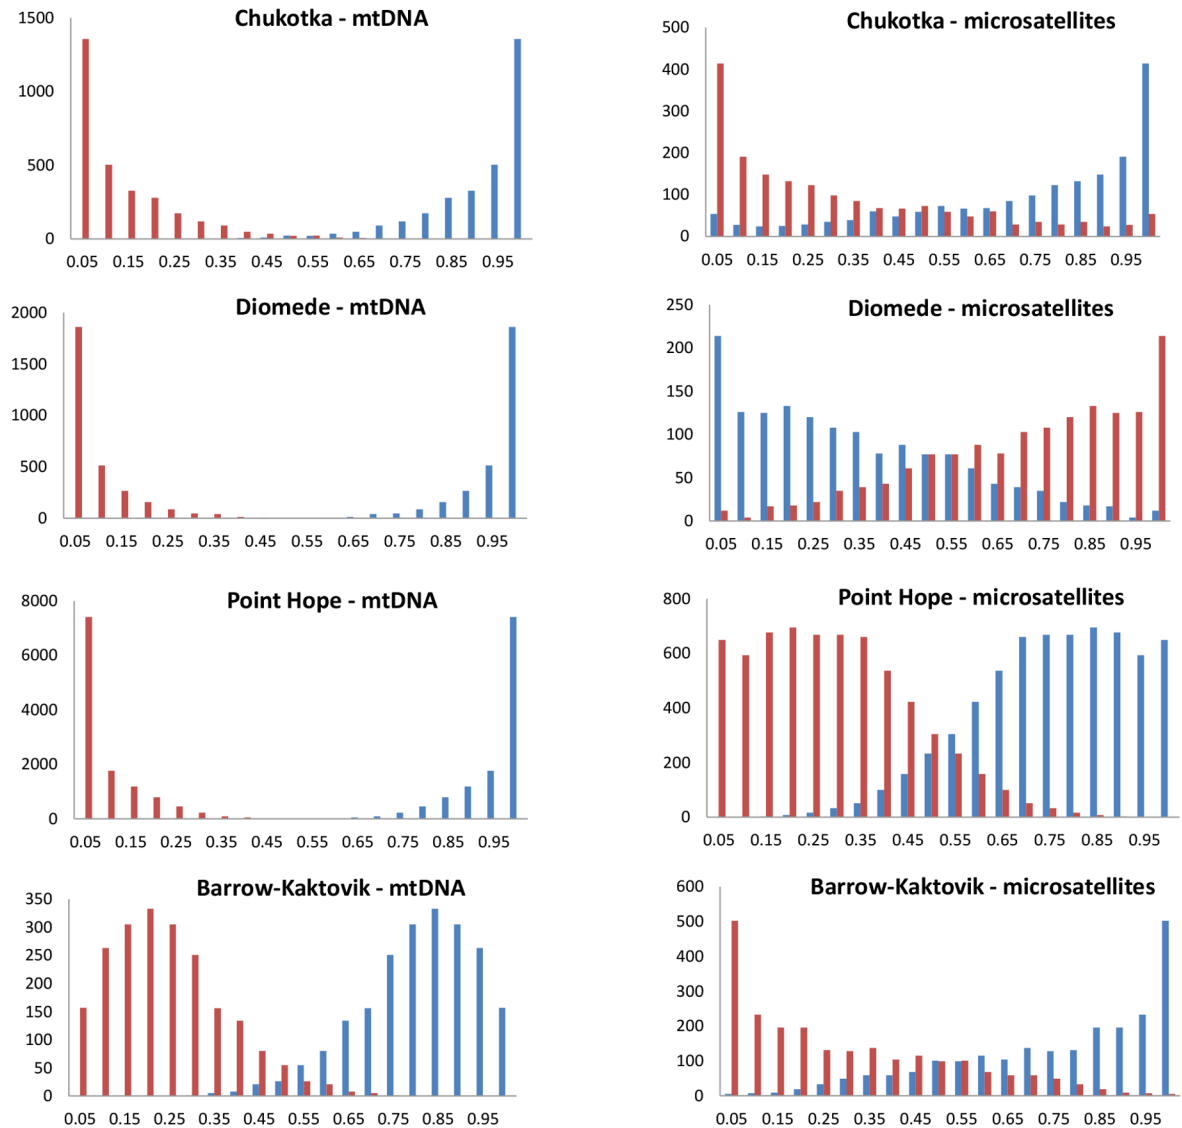 Chukotka - mtDNA
1500
1000
500
0
0.05 0.15 0.25 0.35 0.45 0.55 0.65 0.75 0.85 0.95
Chukotka - microsatellites
500
400
300
200
100
0
0.05 0.15 0.25 0.35 0.45 0.55 0.65 0.75 0.85 0.95
Diomede - mtDNA
2000
1500
1000
500
0
0.05 0.15 0.25 0.35 0.45 0.55 0.65 0.75 0.85 0.95
Diomede - microsatellites
250
200
150
100
50
0
0.05 0.15 0.25 0.35 0.45 0.55 0.65 0.75 0.85 0.95
Point Hope - mtDNA
8000
6000
4000
2000
0
0.05 0.15 0.25 0.35 0.45 0.55 0.65 0.75 0.85 0.95
Point Hope - microsatellites
800
600
400
200
0
0.05 0.15 0.25 0.35 0.45 0.55 0.65 0.75 0.85 0.95
Barrow-Kaktovik - mtDNA
350
300
250
200
150
100
50
0
0.05 0.15 0.25 0.35 0.45 0.55 0.65 0.75 0.85 0.95
Barrow-Kaktovik - microsatellites
600
500
400
300
200
100
0
0.05 0.15 0.25 0.35 0.45 0.55 0.65 0.75 0.85 0.95